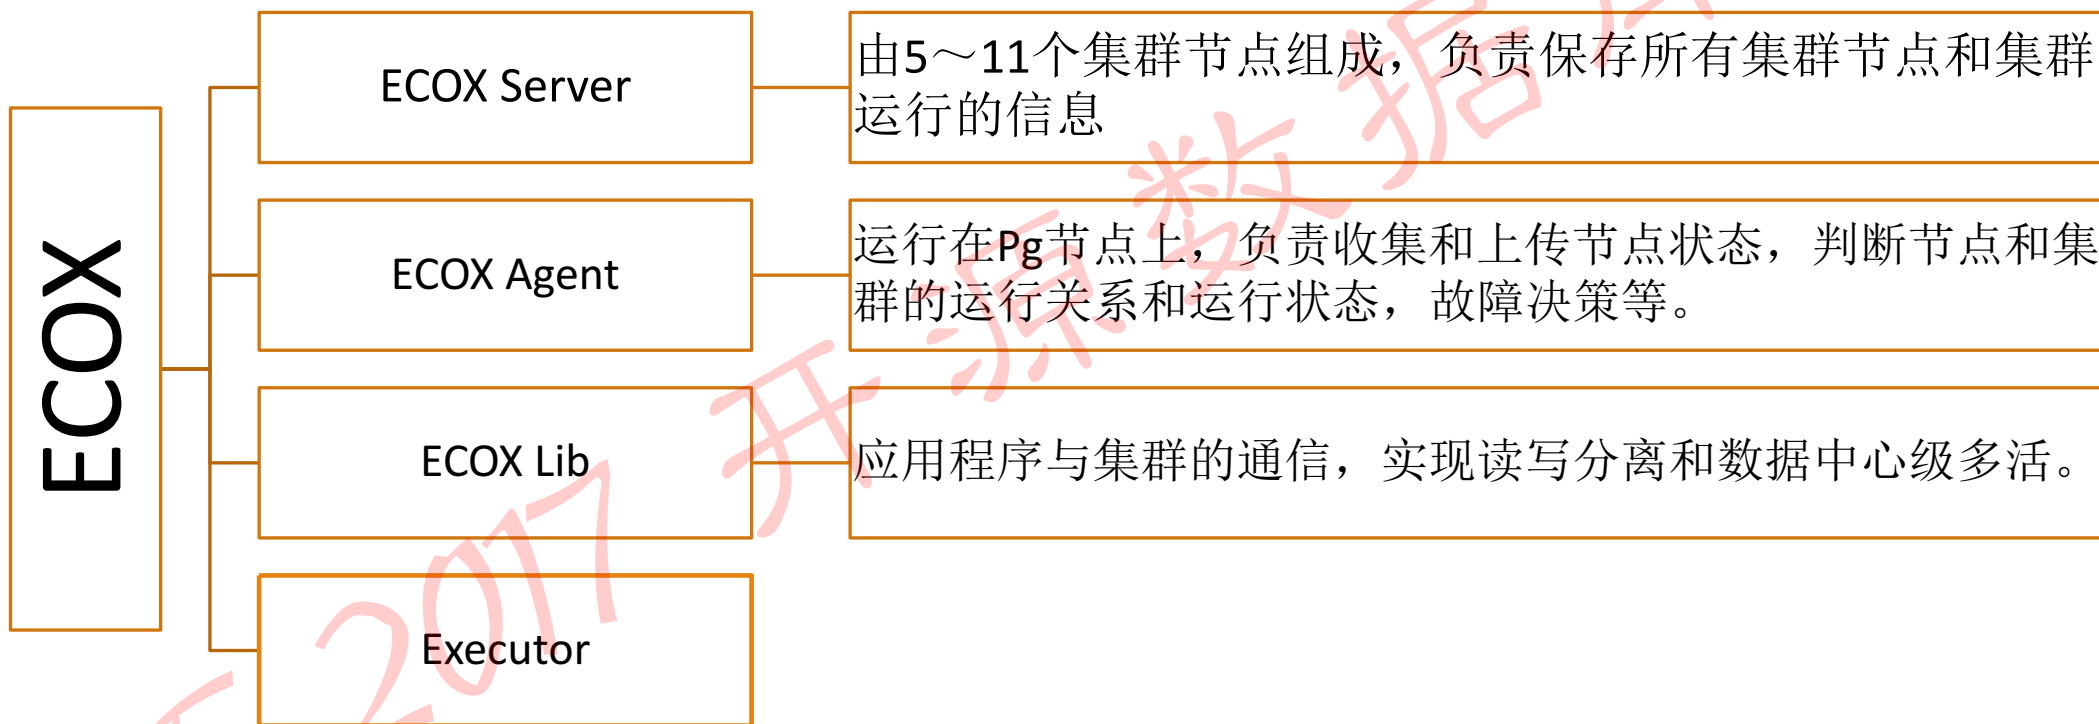 ECOX
ECOX Server
由5～11个集群节点组成，负责保存所有集群节点和集群
运行的信息
ECOX Agent
运行在Pg节点上，负责收集和上传节点状态，判断节点和集
群的运行关系和运行状态，故障决策等。
ECOX Lib
应用程序与集群的通信，实现读写分离和数据中心级多活。
Executor
2017 开源数据